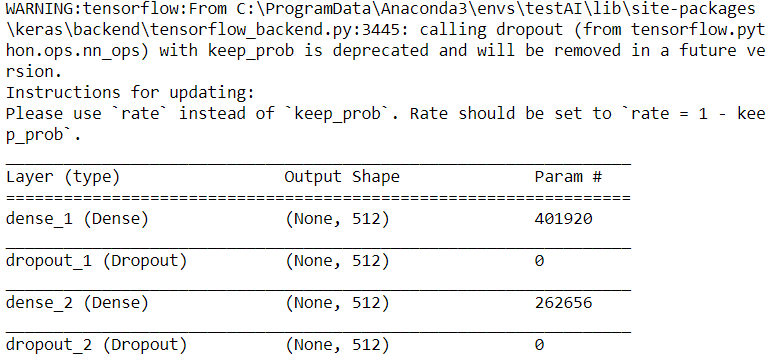 WARNING:tensorflow:From C:\ProgramData\Anaconda3\envs\testAI\lib\site-packages
\keras\backend\tensorflow_backend.py:3445: calling dropout (from tensorflow.pyt
hon.ops.nn_ops) with keep_prob is deprecated and will be removed in a future ve
rsion.
Instructions for updating:
Please use `rate` instead of `keep_prob`. Rate should be set to `rate = 1 - kee
p_prob`.
_________________________________________________________________
Layer (type)                 Output Shape              Param #
=================================================================
dense_1 (Dense)              (None, 512)               401920
_________________________________________________________________
dropout_1 (Dropout)          (None, 512)               0
_________________________________________________________________
dense_2 (Dense)              (None, 512)               262656
_________________________________________________________________
dropout_2 (Dropout)          (None, 512)               0